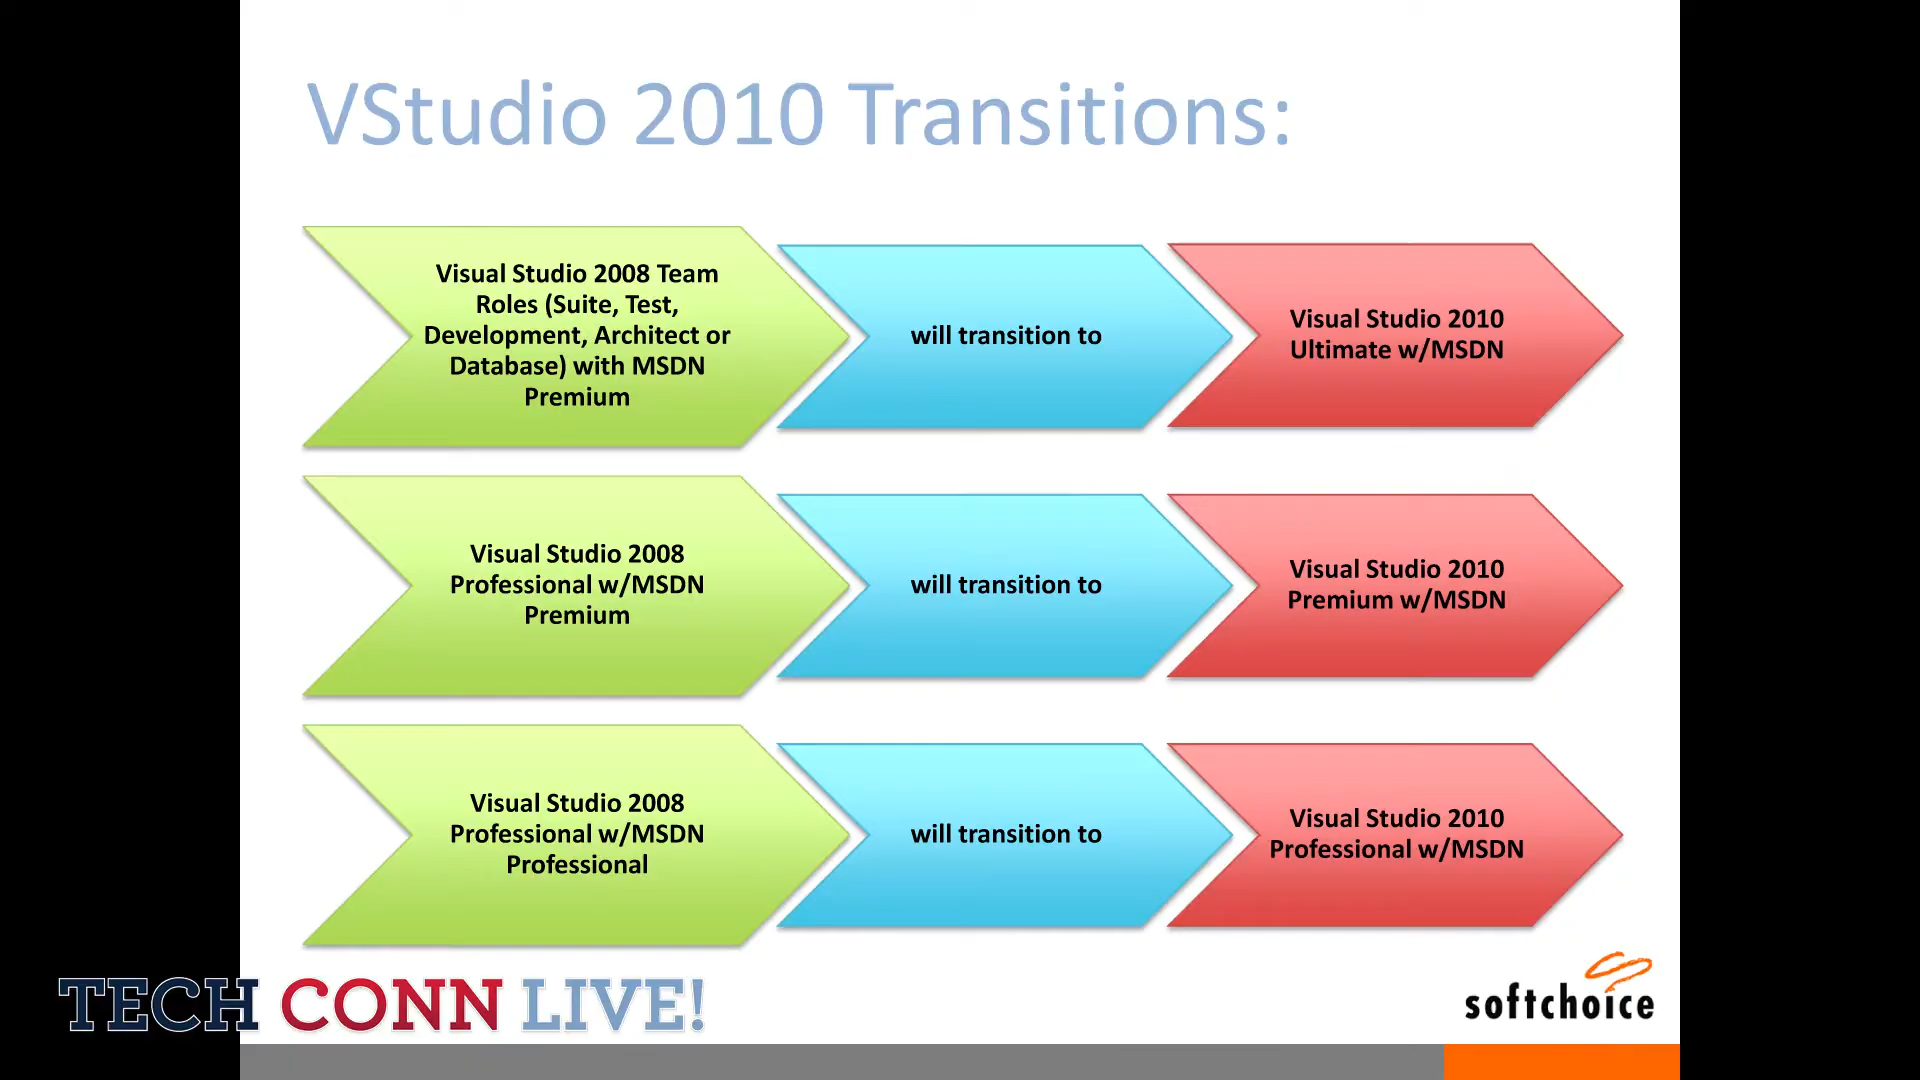 VStudio 2010 Transitions:
Visual Studio 2008 Team
Roles (Suite, Test,
Development, Architect or
Database) with MSDN
Premium
will transition to
Visual Studio 2010
Ultimate w/MSDN
Visual Studio 2008
Professional w/MSDN
Premium
will transition to
Visual Studio 2010
Premium w/MSDN
Visual Studio 2008
Professional w/MSDN
Professional
will transition to
Visual Studio 2010
Professional w/MSDN
TECH CONN LIVE!
softchoice